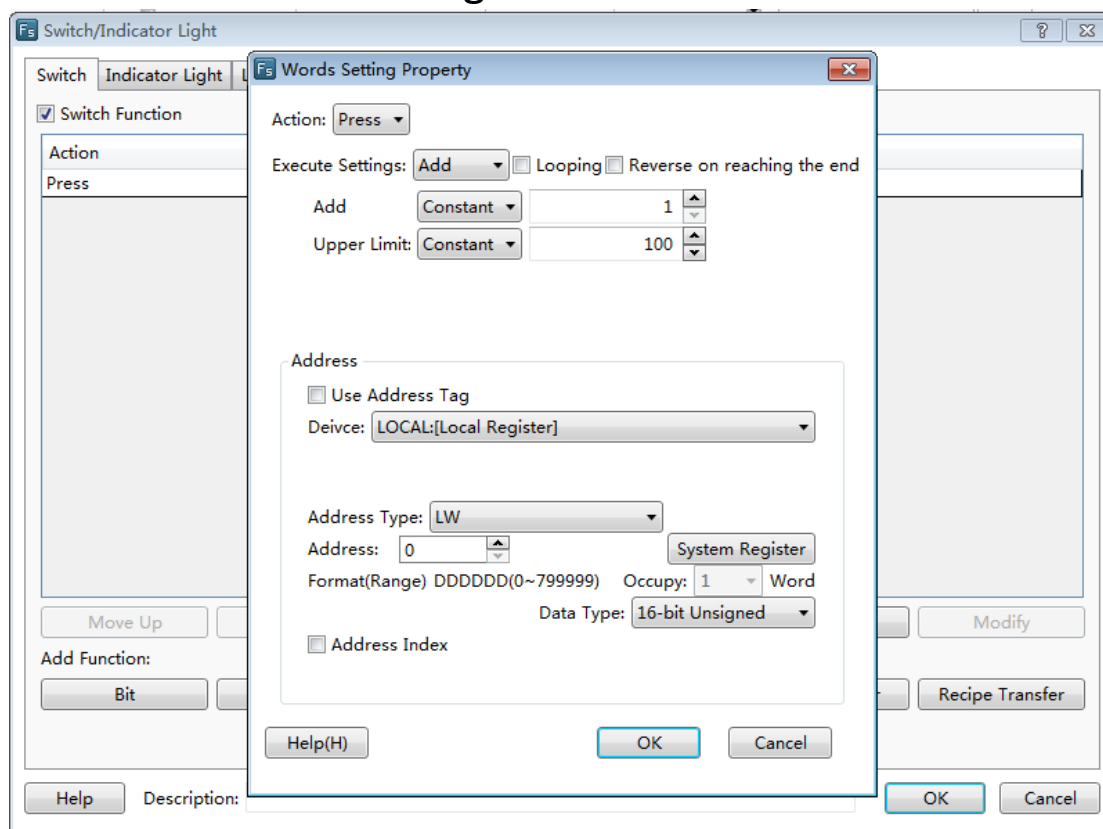 Fs Switch/Indicator Light
Switch Indicator Light
Switch Function
Action
Press
Move Up
Add Function:
Bit
Help Description:
Fs Words Setting Property
Action: Press
Execute Settings: Add Looping Reverse on reaching the end
Add Constant 1
Upper Limit: Constant 100
Address
Use Address Tag
Deivce: LOCAL:[Local Register]
Address Type: LW
Address: 0 System Register
Format(Range) DDDDDD(0~799999) Occupy: 1 Word
Data Type: 16-bit Unsigned
Address Index
Help(H) OK Cancel
Modify
Recipe Transfer
OK Cancel